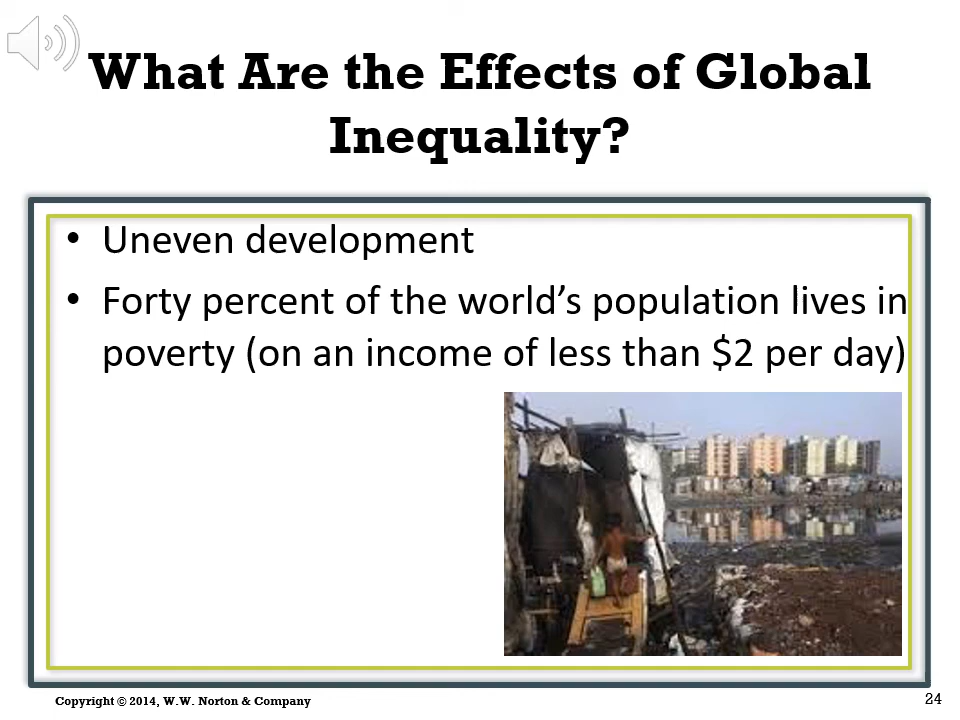 What Are the Effects of Global
Inequality?
• Uneven development
• Forty percent of the world’s population lives in
poverty (on an income of less than $2 per day)
Copyright © 2014, W.W. Norton & Company
24